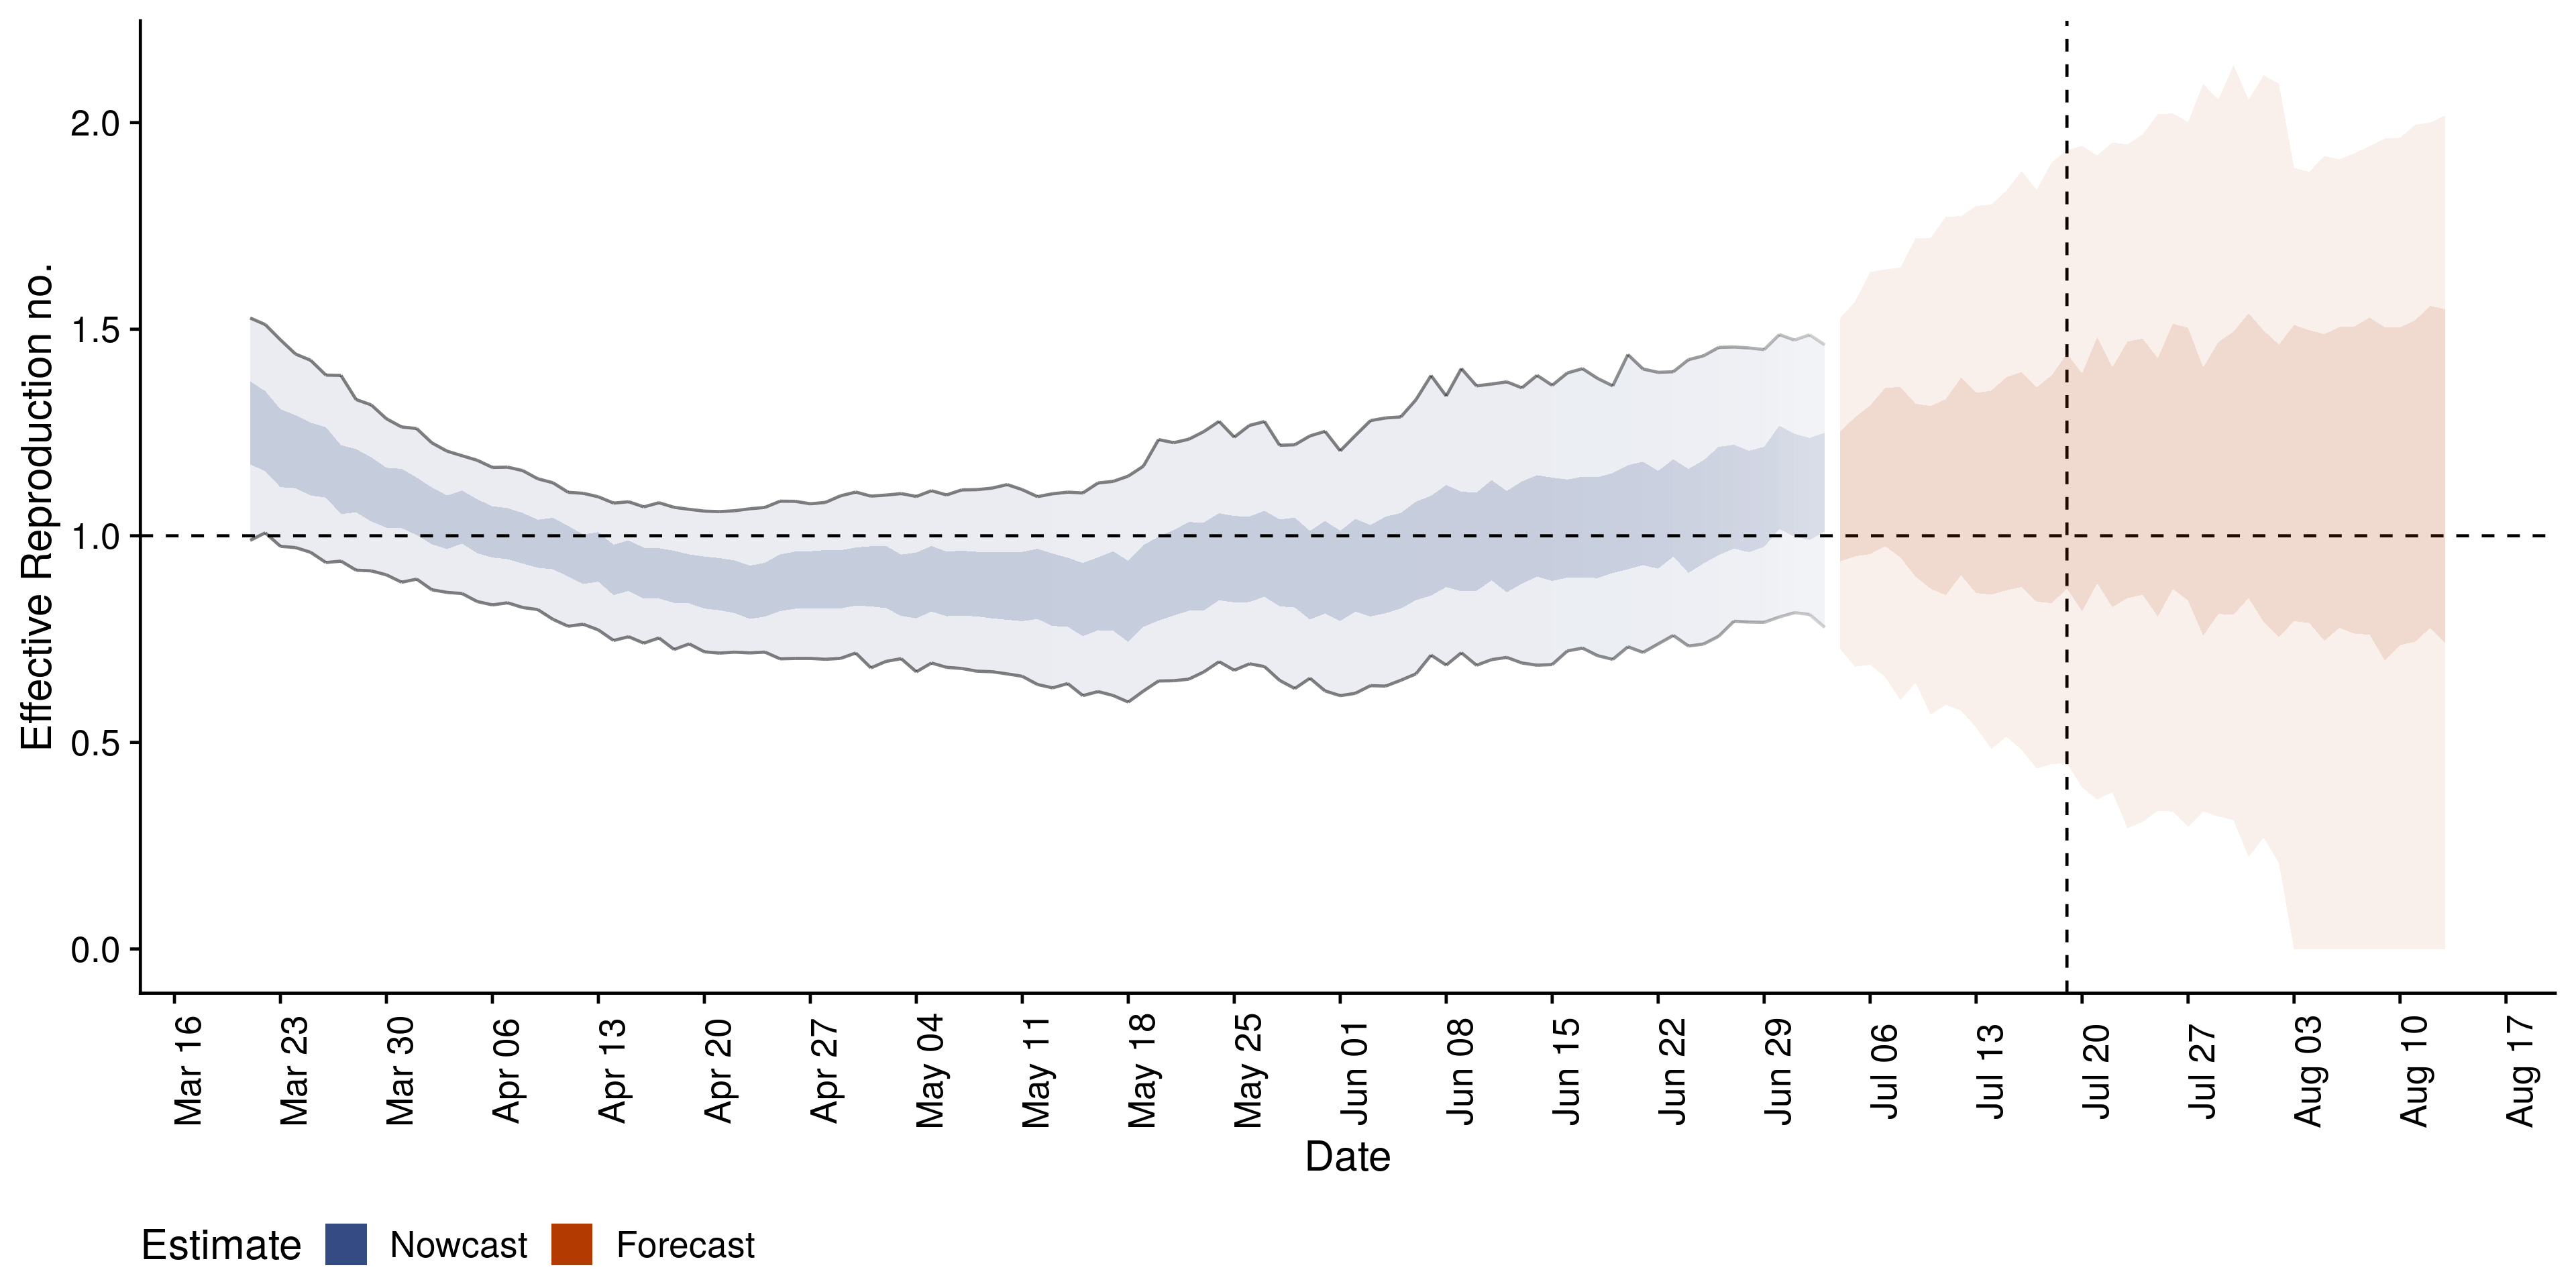 Effective Reproduction no.
2.0
1.5
1.0
0.5
0.0
Mar 16
Mar 23
Mar 30
Apr 06
Apr 13
Apr 20
Apr 27
May 04
May 11
May 18
May 25
Jun 01
Jun 08
Jun 15
Jun 22
Jun 29
Jul 06
Jul 13
Jul 20
Jul 27
Aug 03
Aug 10
Aug 17
Date
Estimate Nowcast Forecast